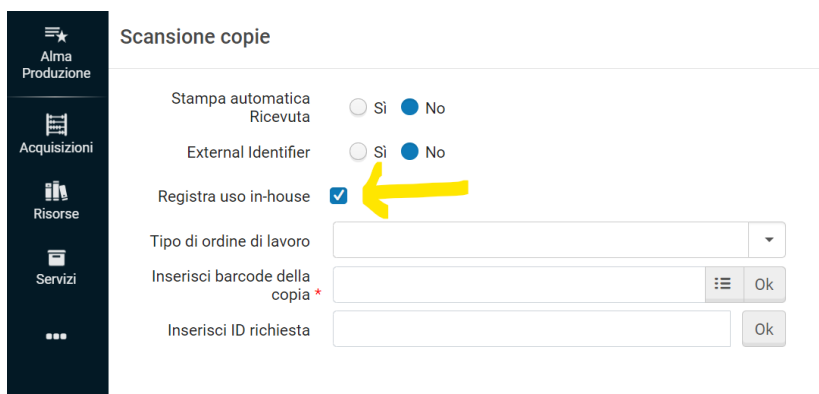 Alma
Produzione
Acquisizioni
Risorse
Servizi
Scansione copie
Stampa automatica
Ricevuta Sì No
External Identifier Sì No
Registra uso in-house
Tipo di ordine di lavoro
Inserisci barcode della
copia * Ok
Inserisci ID richiesta Ok